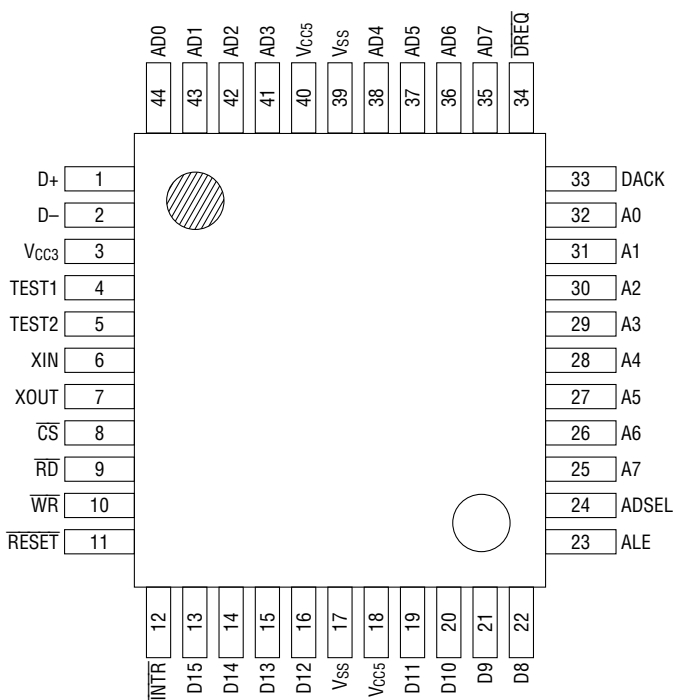 AD0 AD1 AD2 AD3 VCC5 VSS AD4 AD5 AD6 AD7 DREQ
44 43 42 41 40 39 38 37 36 35 34
D+ 1 33 DACK
D– 2 32 A0
VCC3 3 31 A1
TEST1 4 30 A2
TEST2 5 29 A3
XIN 6 28 A4
XOUT 7 27 A5
CS 8 26 A6
RD 9 25 A7
WR 10 24 ADSEL
RESET 11 23 ALE
12 13 14 15 16 17 18 19 20 21 22
INTR D15 D14 D13 D12 VSS VCC5 D11 D10 D9 D8